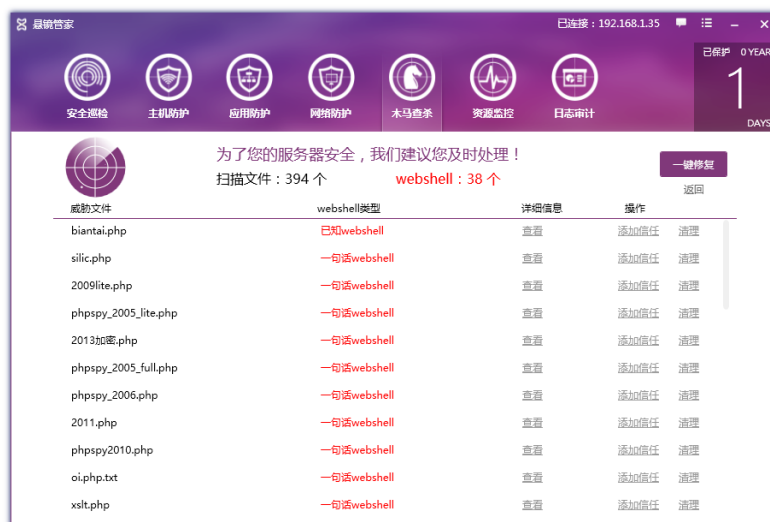 悬镜管家 已连接：192.168.1.35
已保护 0 YEAR
1
DAYS
安全巡检 主机防护 应用防护 网络防护 木马查杀 资源监控 日志审计
为了您的服务器安全，我们建议您及时处理！
扫描文件：394 个 webshell：38 个
一键修复
返回
威胁文件 webshell类型 详细信息 操作
biantai.php 已知webshell 查看 添加信任 清理
silic.php 一句话webshell 查看 添加信任 清理
2009lite.php 一句话webshell 查看 添加信任 清理
phpspy_2005_lite.php 一句话webshell 查看 添加信任 清理
2013加密.php 一句话webshell 查看 添加信任 清理
phpspy_2005_full.php 一句话webshell 查看 添加信任 清理
phpspy_2006.php 一句话webshell 查看 添加信任 清理
2011.php 一句话webshell 查看 添加信任 清理
phpspy2010.php 一句话webshell 查看 添加信任 清理
oi.php.txt 一句话webshell 查看 添加信任 清理
xslt.php 一句话webshell 查看 添加信任 清理